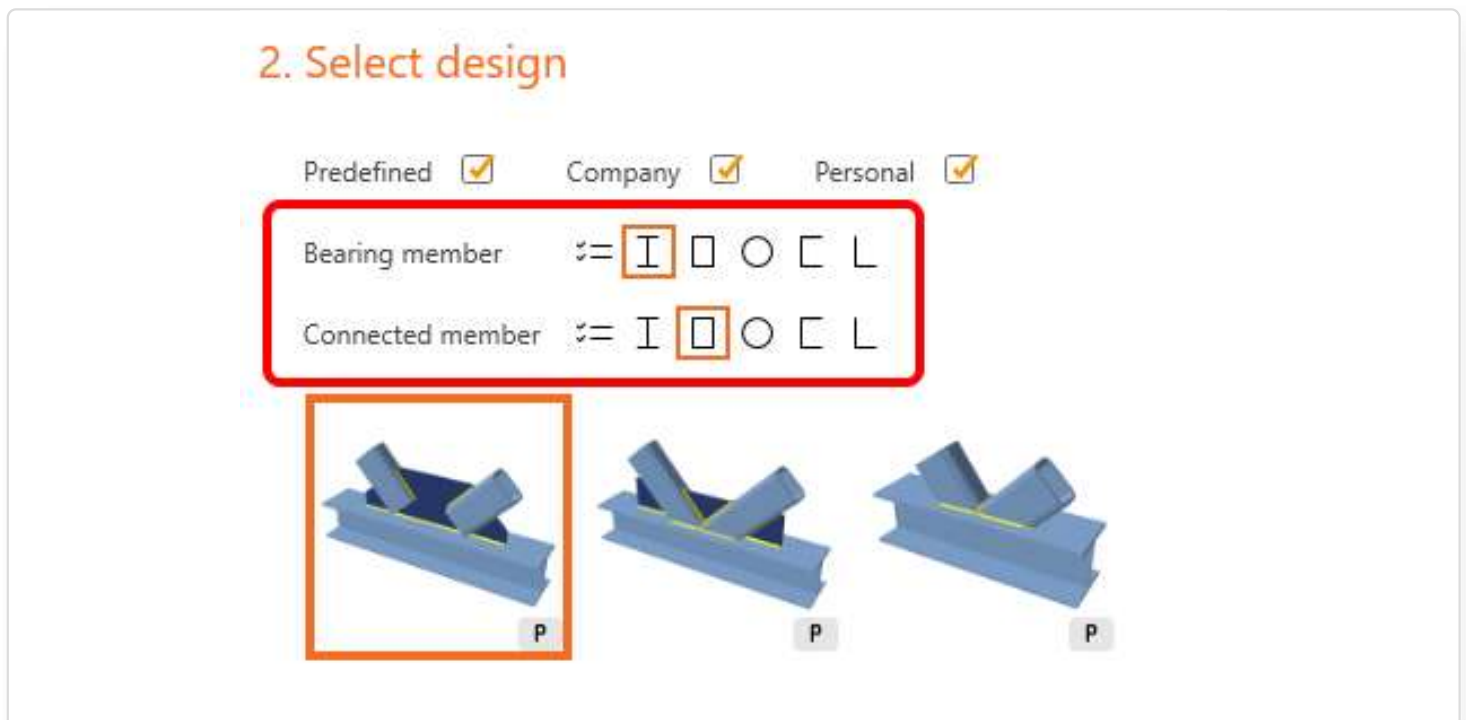 2. Select design
Predefined Company Personal
Bearing member
Connected member
P P P